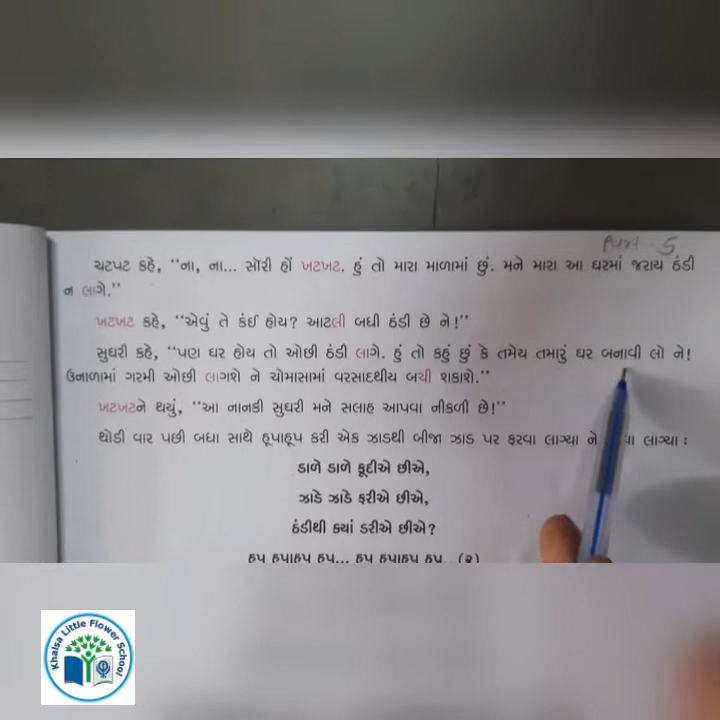 Part - 5
ચટપટ કહે, “ના, ના... સૉરી હોં ખટખટ. હું તો મારા માળામાં છું. મને મારા આ ઘરમાં જરાય ઠંડી
ન લાગે.”
ખટખટ કહે, “એવું તે કંઈ હોય? આટલી બધી ઠંડી છે ને!”
સુઘરી કહે, “પણ ઘર હોય તો ઓછી ઠંડી લાગે. હું તો કહું છું કે તમેય તમારું ઘર બનાવી લો ને!
ઉનાળામાં ગરમી ઓછી લાગશે ને ચોમાસામાં વરસાદથીય બચી શકાશે.”
ખટખટને થયું, “આ નાનકી સુઘરી મને સલાહ આપવા નીકળી છે!”
થોડી વાર પછી બધા સાથે હૂપાહૂપ કરી એક ઝાડથી બીજા ઝાડ પર ફરવા લાગ્યા ને લાગ્યા :
ડાળે ડાળે કૂદીએ છીએ,
ઝાડે ઝાડે ફરીએ છીએ,
ઠંડીથી ક્યાં ડરીએ છીએ?
હુપ હુપાહુપ હુપ... હુપ હુપાહુપ હુપ.. (૨)
Khalsa Little Flower School